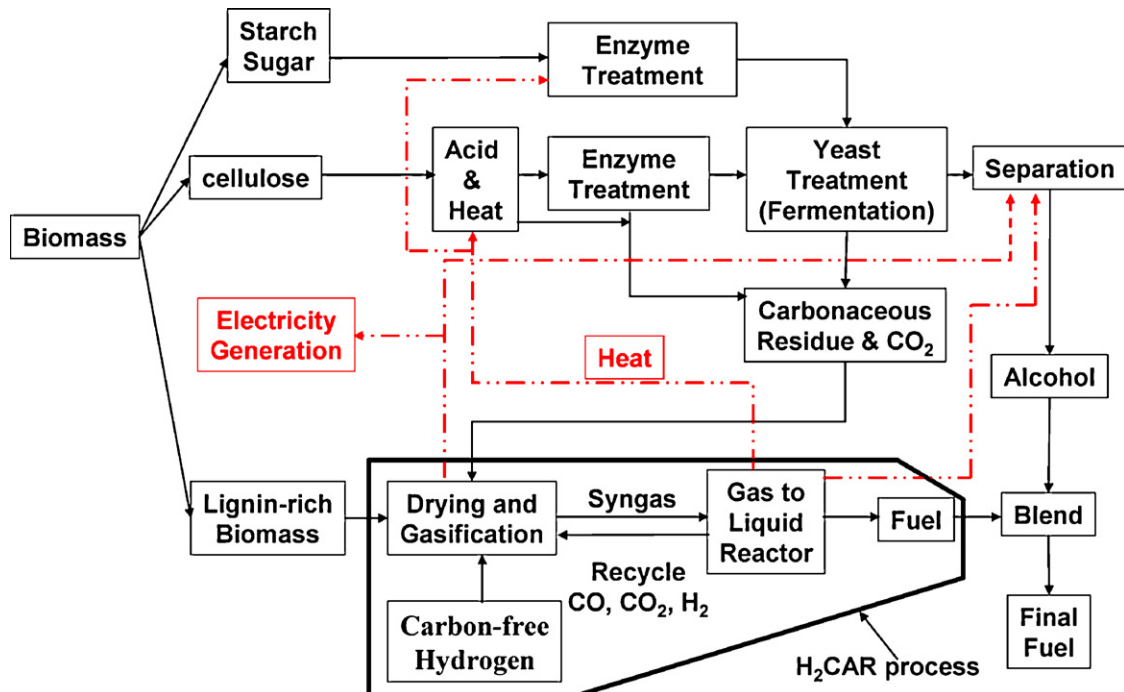 Starch
Sugar
Enzyme
Treatment
cellulose
Acid
&
Heat
Enzyme
Treatment
Yeast
Treatment
(Fermentation)
Separation
Biomass
Electricity
Generation
Heat
Carbonaceous
Residue & CO₂
Alcohol
Lignin-rich
Biomass
Drying and
Gasification
Syngas
Gas to
Liquid
Reactor
Fuel
Blend
Recycle
CO, CO₂, H₂
Carbon-free
Hydrogen
H₂CAR process
Final
Fuel